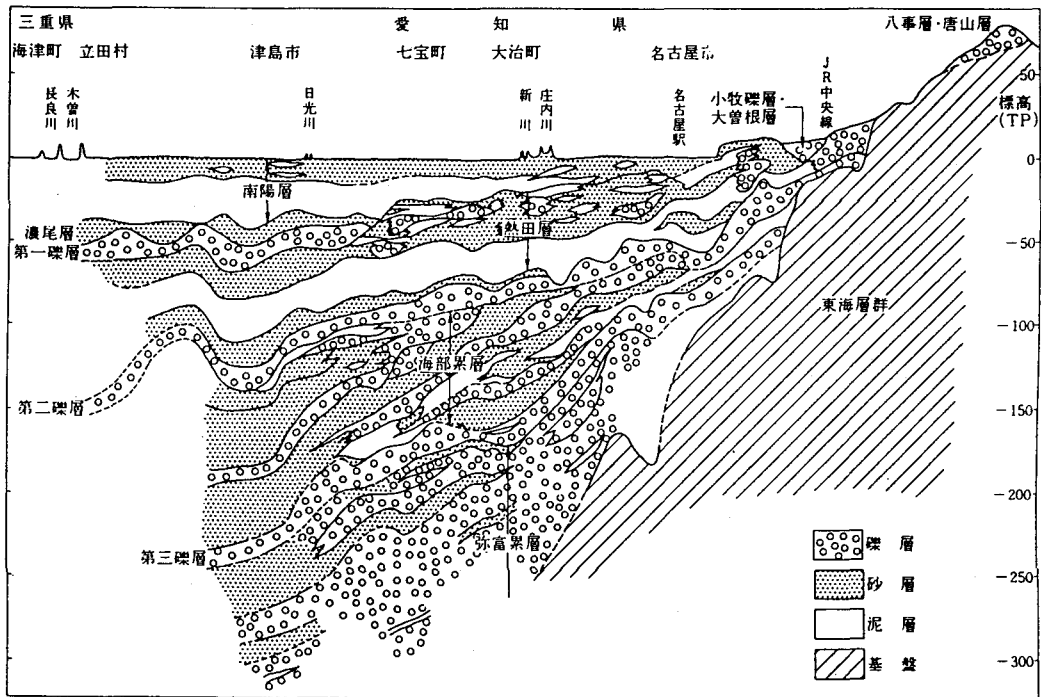 三重県
愛知県
八事層・唐山層
海津町
立田村
津島市
七宝町
大治町
名古屋市
長良川
木曽川
日光川
新川
庄内川
名古屋駅
小牧礫層・
大曽根層
JR中央線
50
標高
(TP)
0
南陽層
濃尾層
第一礫層
熱田層
-50
東海層群
-100
海部累層
第二礫層
-150
-200
第三礫層
弥富累層
礫層
砂層
-250
泥層
基盤
-300